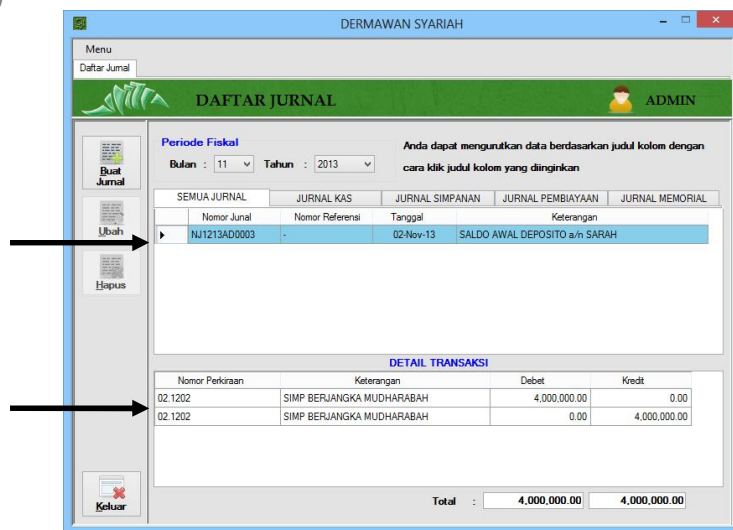 DERMAWAN SYARIAH
Menu
Daftar Jurnal
DAFTAR JURNAL
ADMIN
Periode Fiskal
Bulan : 11 Tahun : 2013
Anda dapat mengurutkan data berdasarkan judul kolom dengan
cara klik judul kolom yang diinginkan
Buat
Jurnal
Ubah
Hapus
Keluar
SEMUA JURNAL JURNAL KAS JURNAL SIMPANAN JURNAL PEMBIAYAAN JURNAL MEMORIAL
Nomor Junal Nomor Referensi Tanggal Keterangan
NJ1213AD0003 - 02-Nov-13 SALDO AWAL DEPOSITO a/n SARAH
DETAIL TRANSAKSI
Nomor Perkiraan Keterangan Debet Kredit
02.1202 SIMP BERJANGKA MUDHARABAH 4,000,000.00 0.00
02.1202 SIMP BERJANGKA MUDHARABAH 0.00 4,000,000.00
Total : 4,000,000.00 4,000,000.00